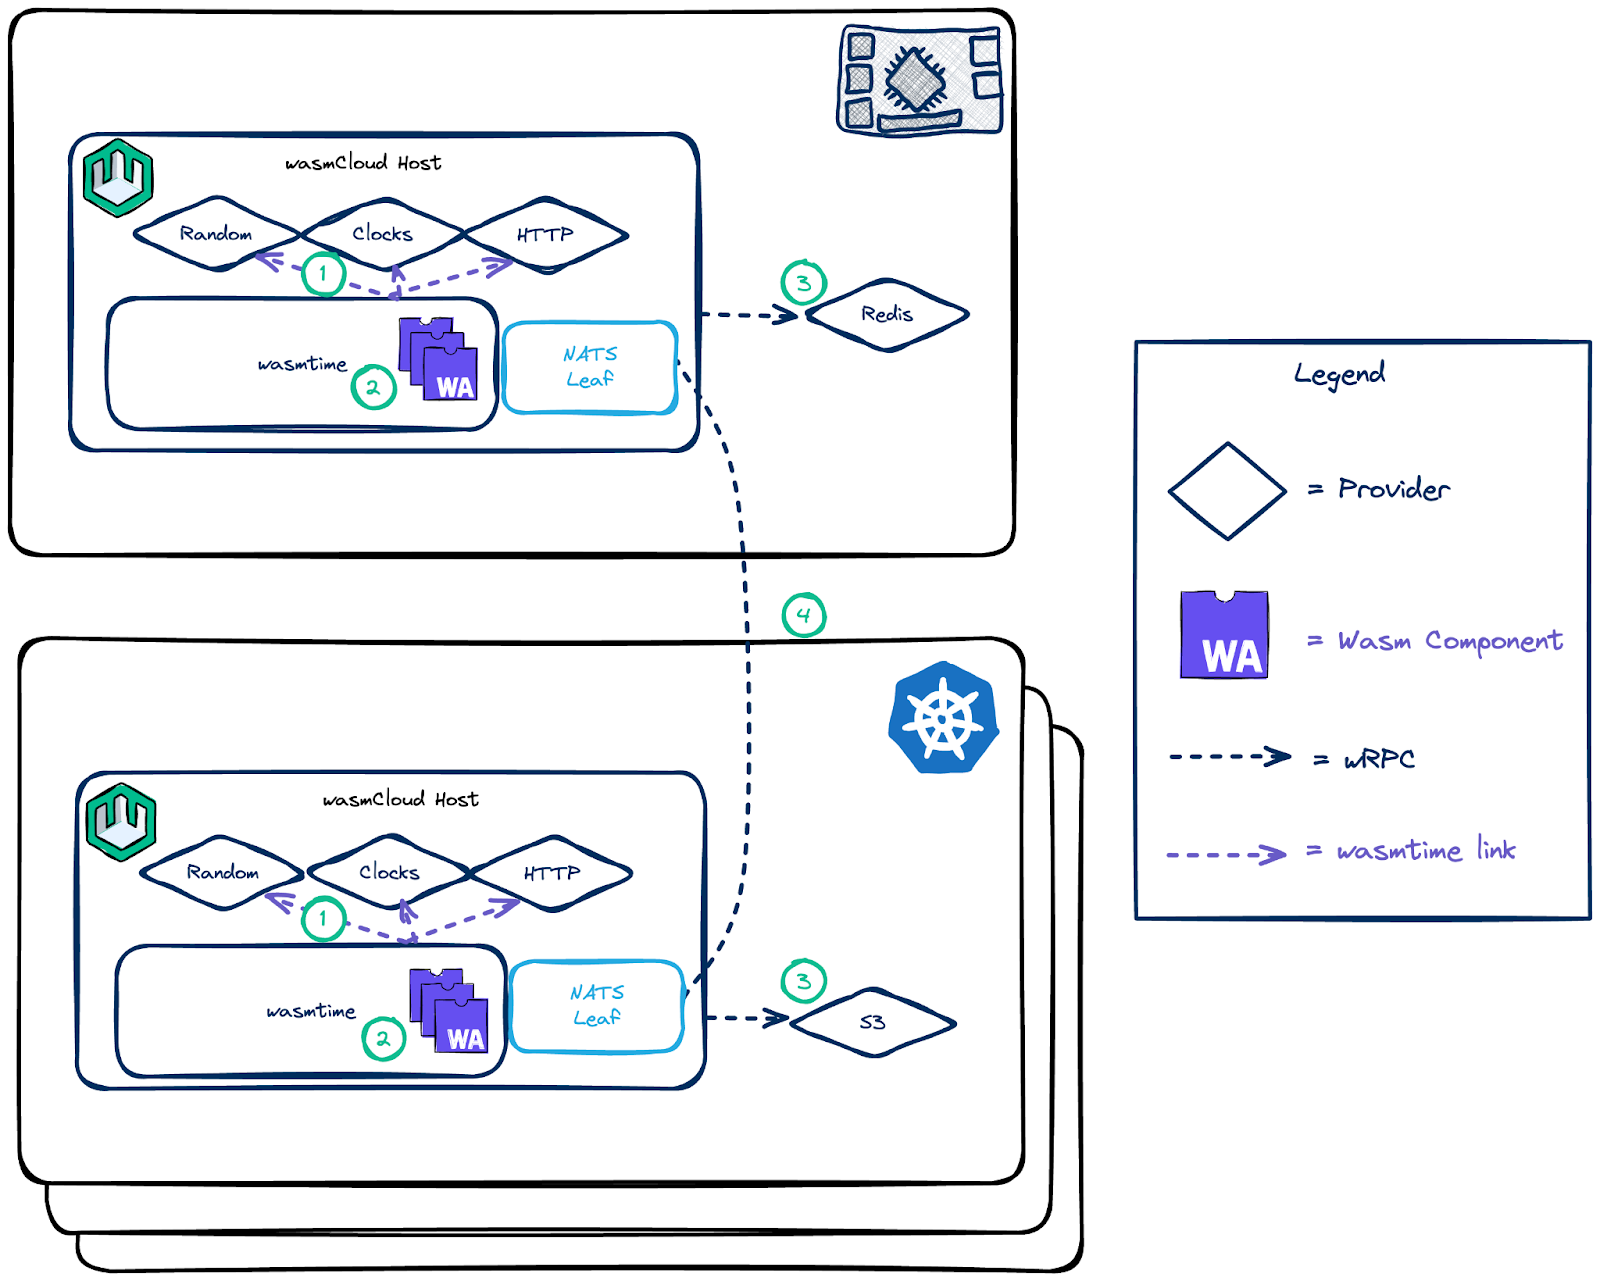 wasmCloud Host
Random
Clocks
HTTP
1
wasmtime
2
WA
NATS
Leaf
3
Redis
4
wasmCloud Host
Random
Clocks
HTTP
1
wasmtime
2
WA
NATS
Leaf
3
S3
Legend
= Provider
WA
= Wasm Component
= wRPC
= wasmtime link